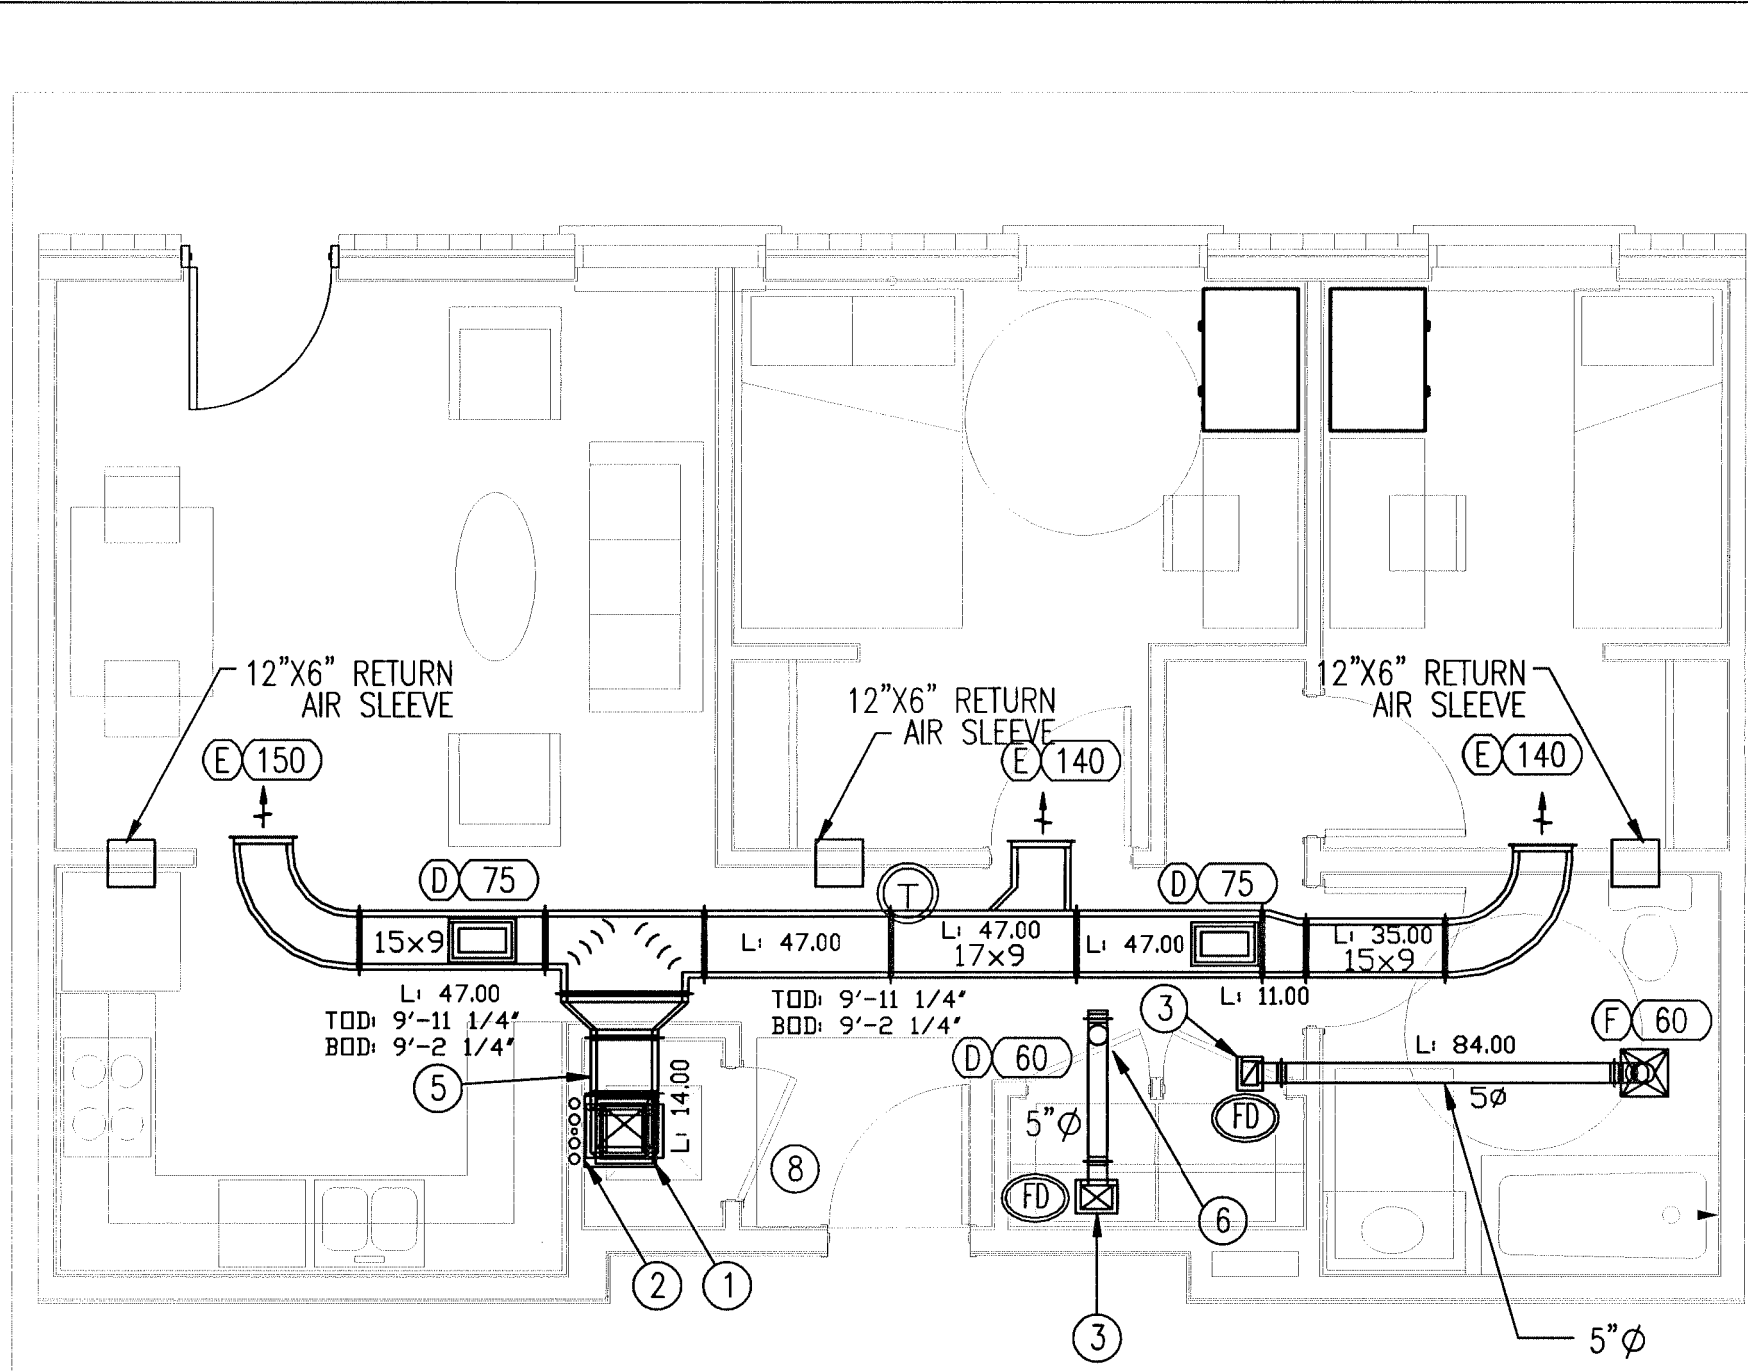 12"X6" RETURN
AIR SLEEVE
12"X6" RETURN
AIR SLEEVE
12"X6" RETURN
AIR SLEEVE
E 150
E 140
E 140
D 75
T
D 75
15x9
L: 47.00
L: 47.00
17x9
L: 47.00
L: 35.00
15x9
L: 47.00
TOD: 9'-11 1/4"
BOD: 9'-2 1/4"
TOD: 9'-11 1/4"
BOD: 9'-2 1/4"
L: 11.00
3
F 60
D 60
L: 84.00
5
L: 14.00
5ø
5"ø
FD
8
FD
6
2
1
3
5"ø